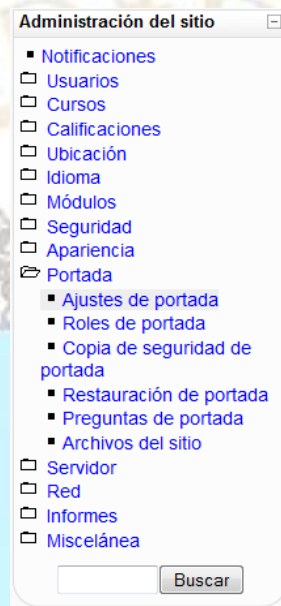 Administración del sitio
Notificaciones
Usuarios
Cursos
Calificaciones
Ubicación
Idioma
Módulos
Seguridad
Apariencia
Portada
Ajustes de portada
Roles de portada
Copia de seguridad de
portada
Restauración de portada
Preguntas de portada
Archivos del sitio
Servidor
Red
Informes
Miscelánea
Buscar